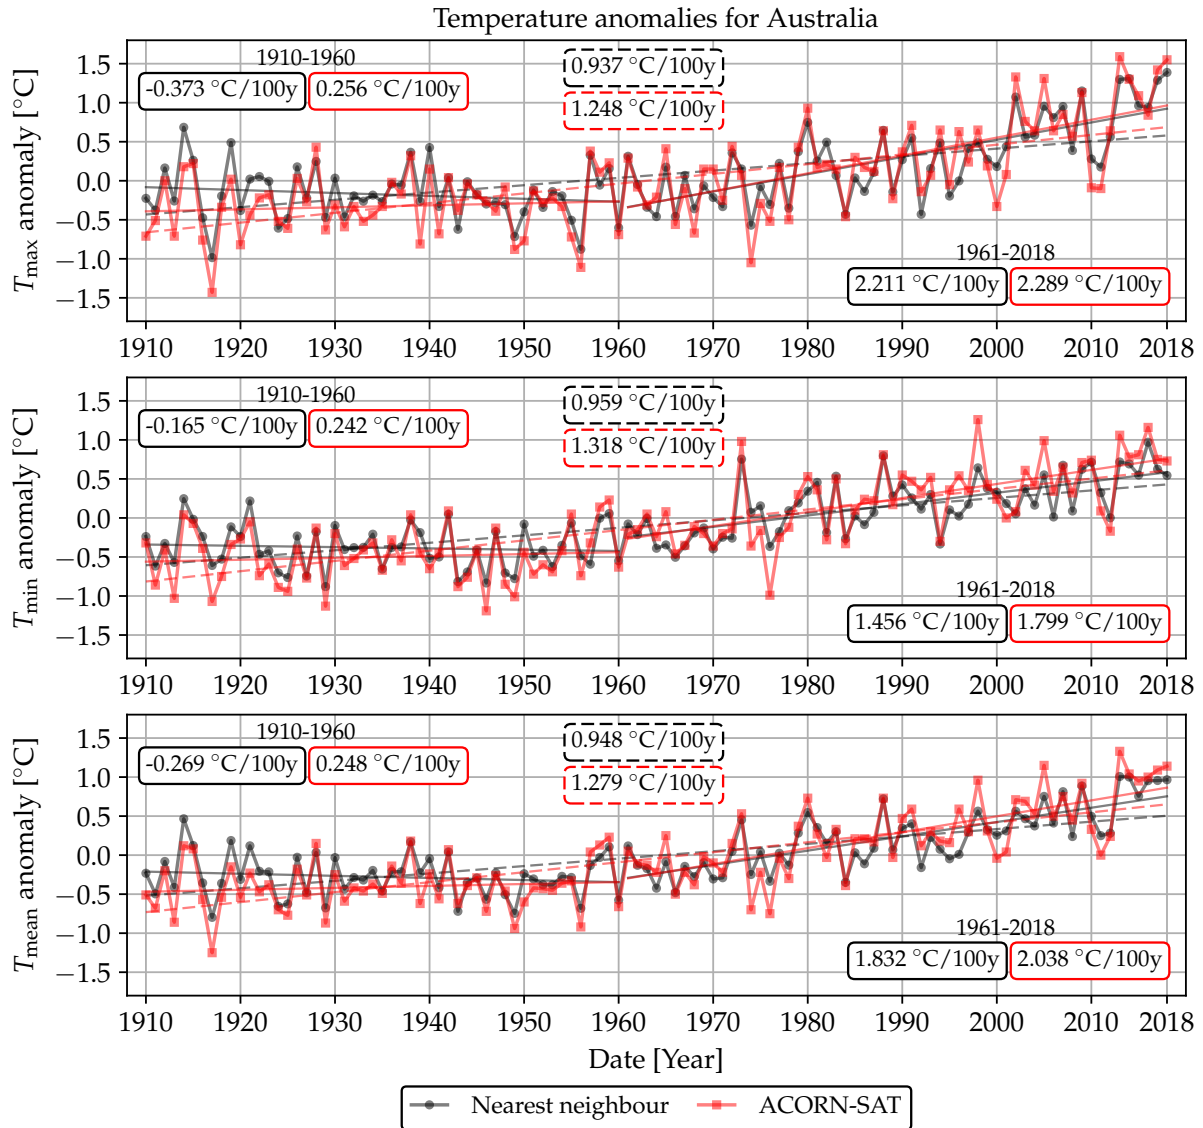 Temperature anomalies for Australia
T_max anomaly [°C]
1.5
1.0
0.5
0.0
−0.5
−1.0
−1.5
1910-1960
-0.373 °C/100y
0.256 °C/100y
0.937 °C/100y
1.248 °C/100y
1961-2018
2.211 °C/100y
2.289 °C/100y
1910 1920 1930 1940 1950 1960 1970 1980 1990 2000 2010 2018
T_min anomaly [°C]
1.5
1.0
0.5
0.0
−0.5
−1.0
−1.5
1910-1960
-0.165 °C/100y
0.242 °C/100y
0.959 °C/100y
1.318 °C/100y
1961-2018
1.456 °C/100y
1.799 °C/100y
1910 1920 1930 1940 1950 1960 1970 1980 1990 2000 2010 2018
T_mean anomaly [°C]
1.5
1.0
0.5
0.0
−0.5
−1.0
−1.5
1910-1960
-0.269 °C/100y
0.248 °C/100y
0.948 °C/100y
1.279 °C/100y
1961-2018
1.832 °C/100y
2.038 °C/100y
1910 1920 1930 1940 1950 1960 1970 1980 1990 2000 2010 2018
Date [Year]
Nearest neighbour
ACORN-SAT